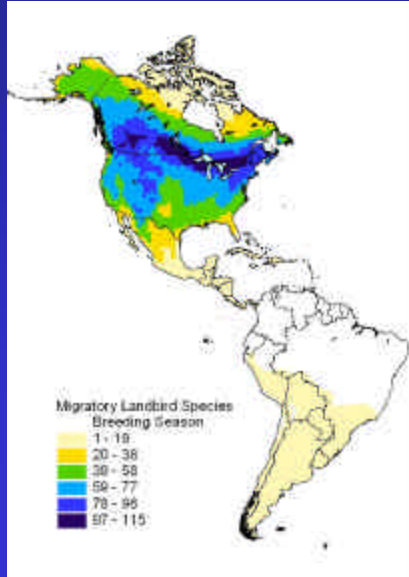 Migratory Landbird Species
Breeding Season
1 - 19
20 - 38
39 - 58
59 - 77
78 - 96
97 - 115